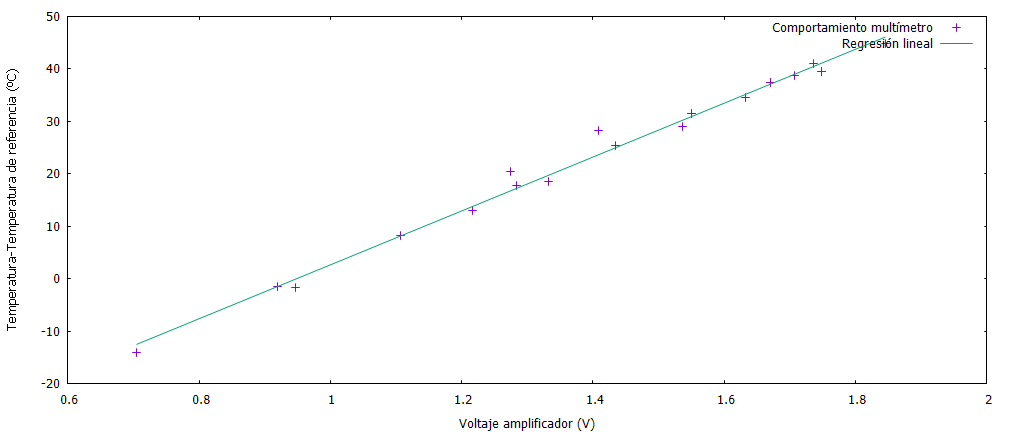 50
40
30
20
10
0
-10
-20
0.6 0.8 1 1.2 1.4 1.6 1.8 2
Temperatura-Temperatura de referencia (ºC)
Voltaje amplificador (V)
Comportamiento multímetro
Regresión lineal